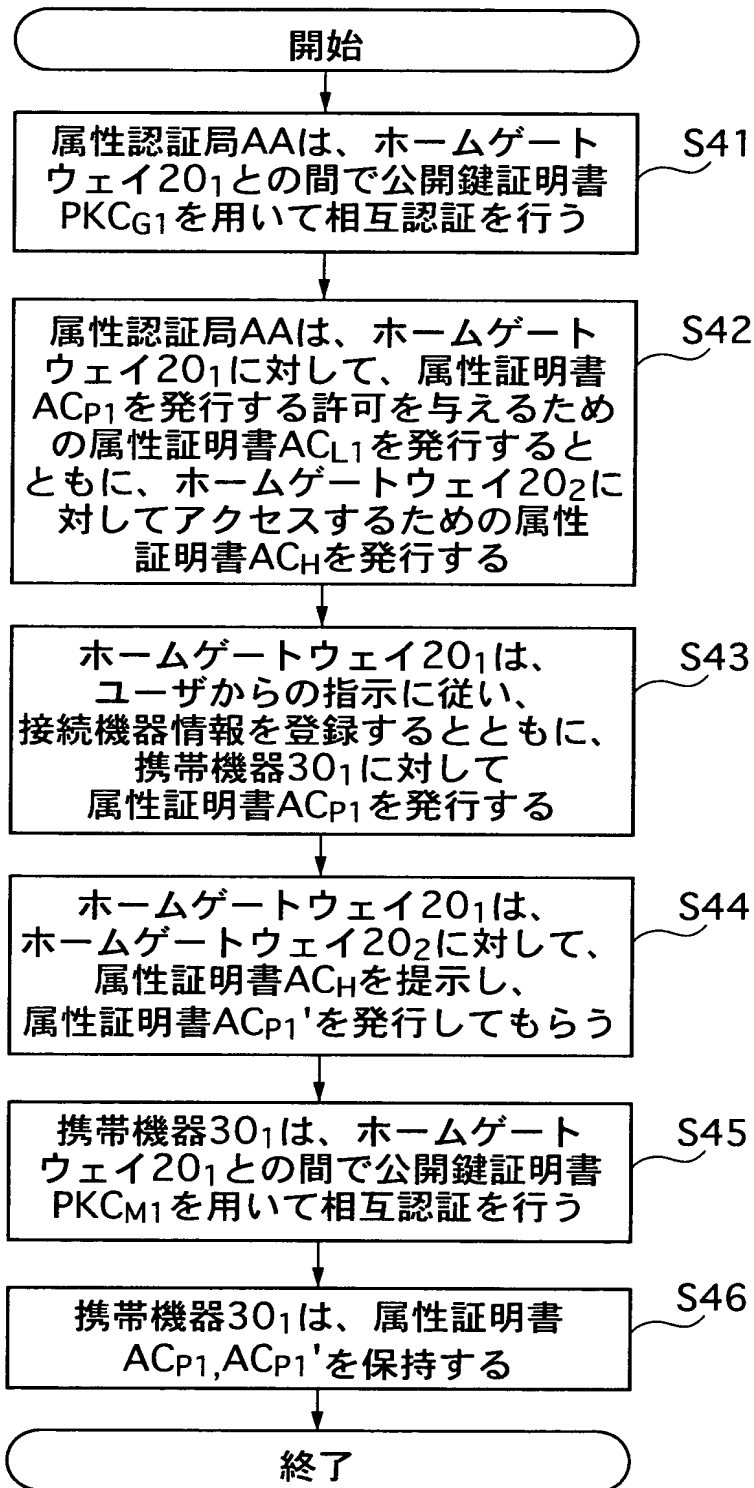 開始
属性認証局AAは、ホームゲート
ウェイ20₁との間で公開鍵証明書
PKCG1を用いて相互認証を行う
S41
属性認証局AAは、ホームゲート
ウェイ20₁に対して、属性証明書
ACP1を発行する許可を与えるため
の属性証明書ACL1を発行すると
ともに、ホームゲートウェイ20₂に
対してアクセスするための属性
証明書ACHを発行する
S42
ホームゲートウェイ20₁は、
ユーザからの指示に従い、
接続機器情報を登録するとともに、
携帯機器30₁に対して
属性証明書ACP1を発行する
S43
ホームゲートウェイ20₁は、
ホームゲートウェイ20₂に対して、
属性証明書ACHを提示し、
属性証明書ACP1'を発行してもらう
S44
携帯機器30₁は、ホームゲート
ウェイ20₁との間で公開鍵証明書
PKCM1を用いて相互認証を行う
S45
携帯機器30₁は、属性証明書
ACP1,ACP1'を保持する
S46
終了